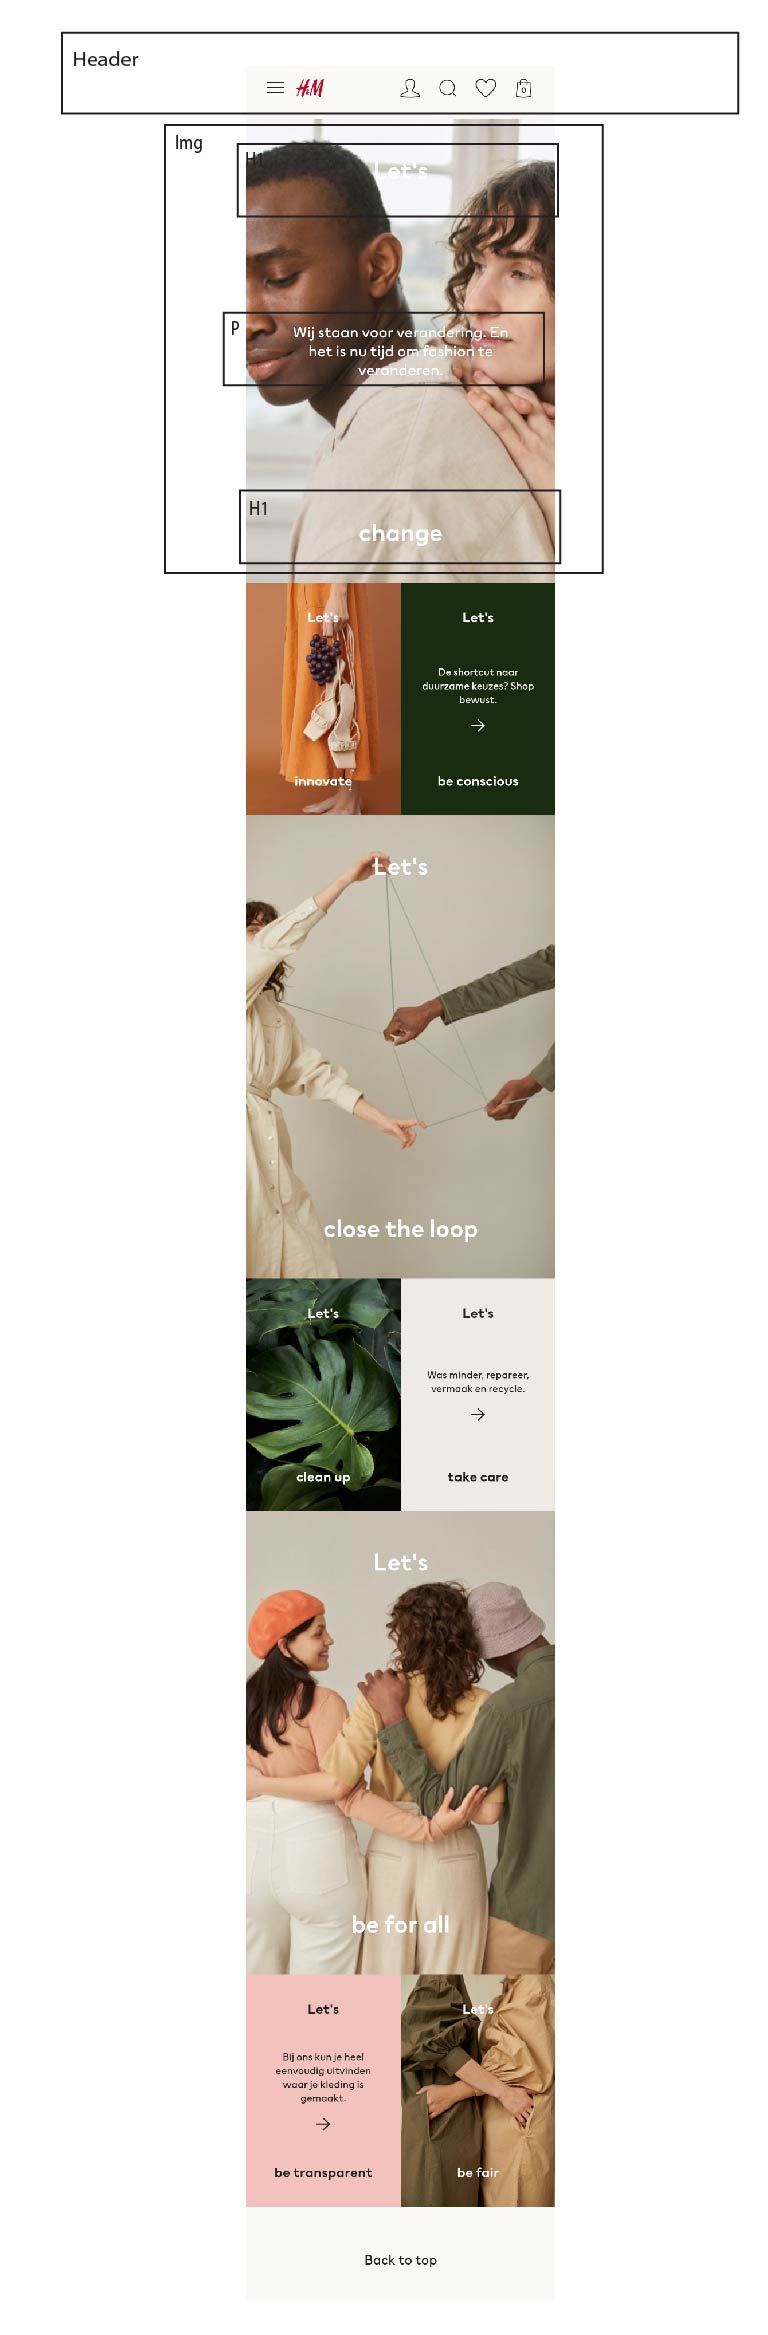 Header
H&M
0
Img
H1
Let's
P
Wij staan voor verandering. En
het is nu tijd om fashion te
veranderen.
H1
change
Let's
innovate
Let's
De shortcut naar
duurzame keuzes? Shop
bewust.
→
be conscious
Let's
close the loop
Let's
clean up
Let's
Was minder, repareer,
vermaak en recycle.
→
take care
Let's
be for all
Let's
Bij ons kun je heel
eenvoudig uitvinden
waar je kleding is
gemaakt.
→
be transparent
Let's
be fair
Back to top